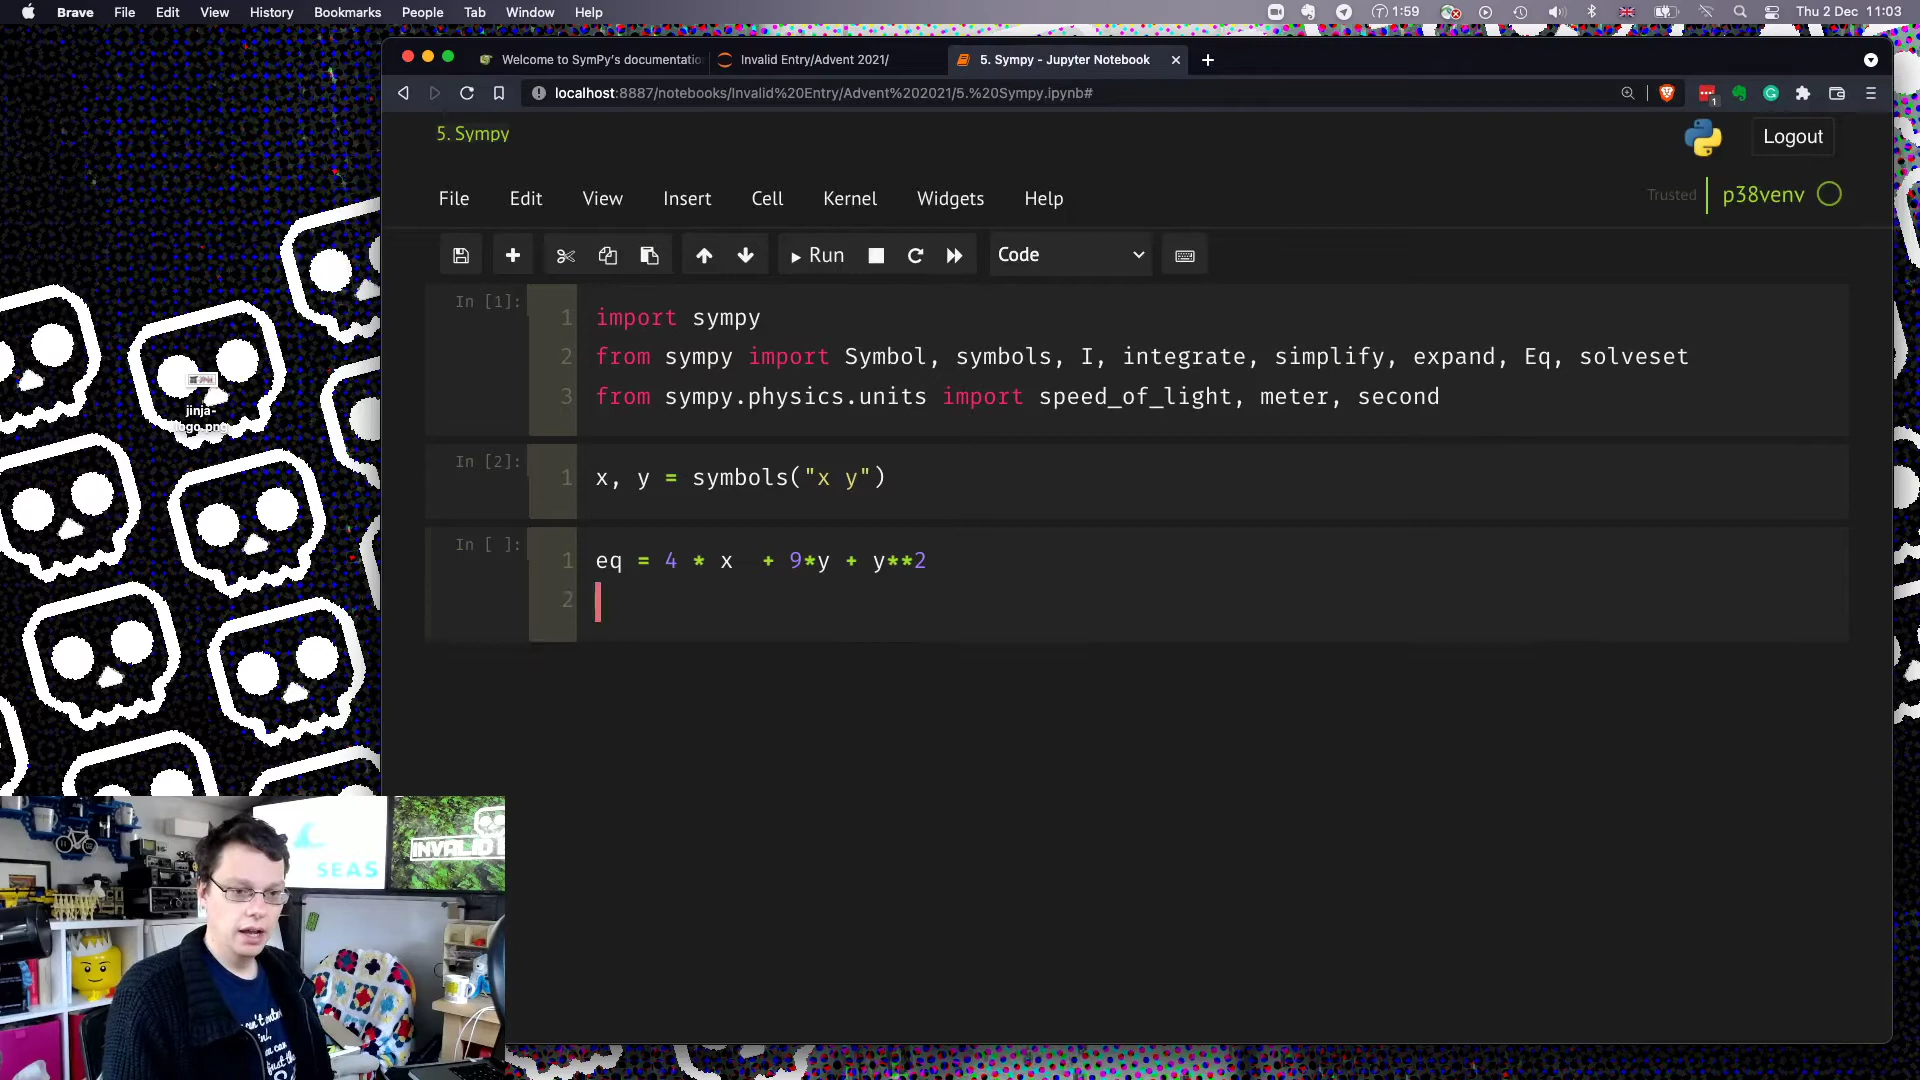 Brave File Edit View History Bookmarks People Tab Window Help 1:59 Thu 2 Dec 11:03
Welcome to SymPy's documentatio Invalid Entry/Advent 2021/ 5. Sympy - Jupyter Notebook
localhost:8887/notebooks/Invalid%20Entry/Advent%202021/5.%20Sympy.ipynb# 1
5. Sympy Logout
File Edit View Insert Cell Kernel Widgets Help Trusted p38venv
Run Code
In [1]:
1 import sympy
2 from sympy import Symbol, symbols, I, integrate, simplify, expand, Eq, solveset
3 from sympy.physics.units import speed_of_light, meter, second
In [2]:
1 x, y = symbols("x y")
In [ ]:
1 eq = 4 * x  + 9*y + y**2
2
jinja-
logo.png
SEAS
INVALID